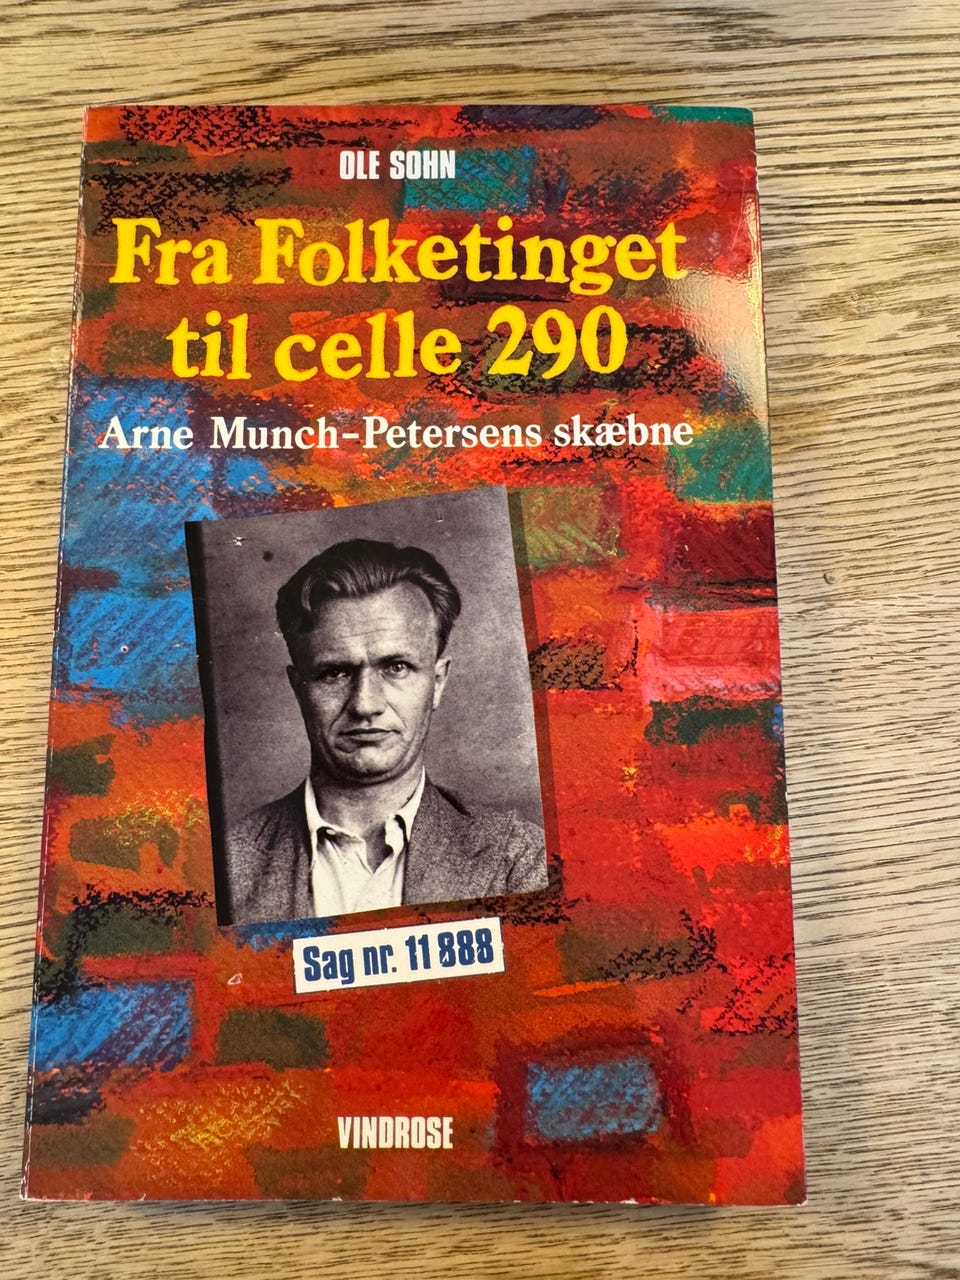 OLE SOHN
Fra Folketinget
til celle 290
Arne Munch-Petersens skæbne
Sag nr. 11 888
VINDROSE